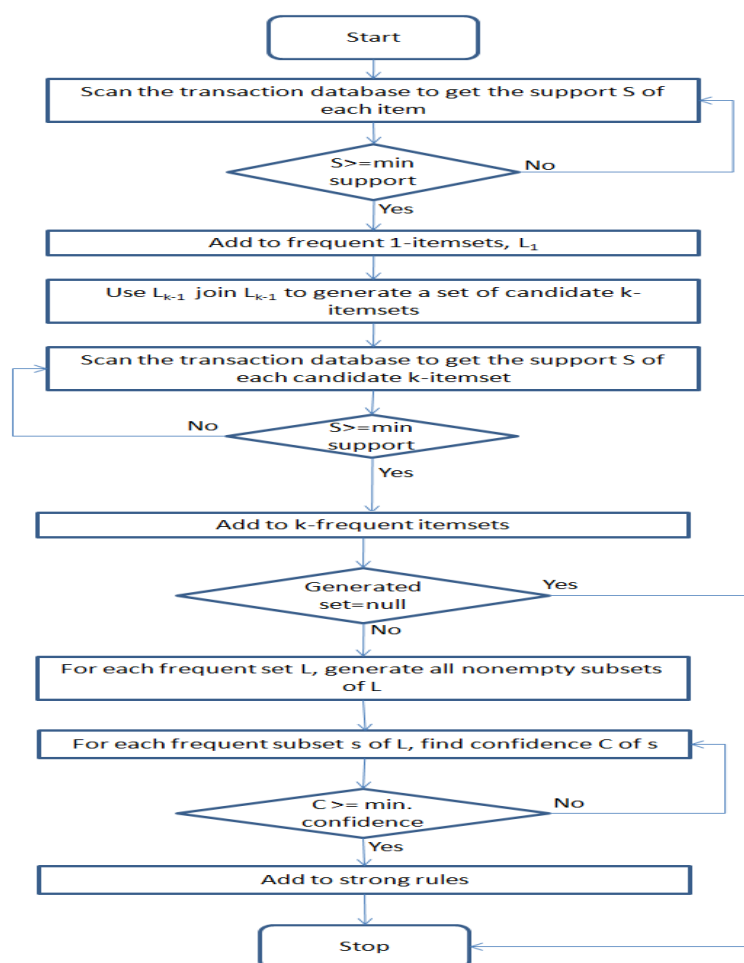 Start
Scan the transaction database to get the support S of
each item
S>=min
support
No
Yes
Add to frequent 1-itemsets, L₁
Use Lₖ₋₁ join Lₖ₋₁ to generate a set of candidate k-
itemsets
Scan the transaction database to get the support S of
each candidate k-itemset
No
S>=min
support
Yes
Add to k-frequent itemsets
Generated
set=null
Yes
No
For each frequent set L, generate all nonempty subsets
of L
For each frequent subset s of L, find confidence C of s
C >= min.
confidence
No
Yes
Add to strong rules
Stop